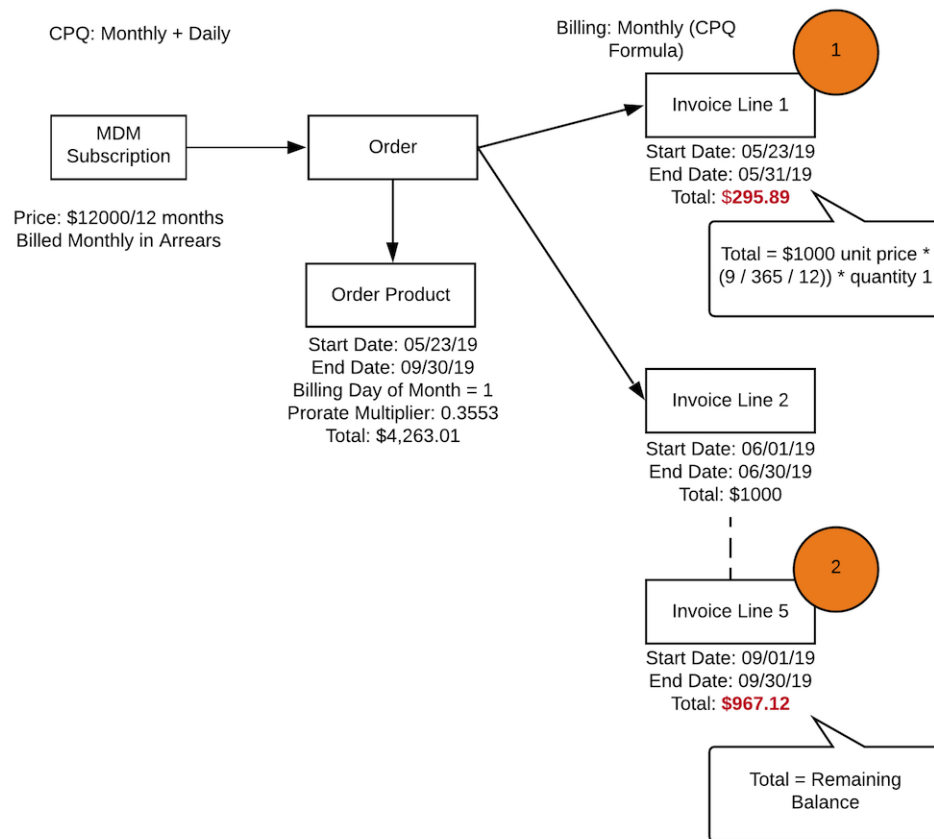 CPQ: Monthly + Daily
Billing: Monthly (CPQ
Formula)
1
MDM
Subscription
Order
Invoice Line 1
Start Date: 05/23/19
End Date: 05/31/19
Total: $295.89
Price: $12000/12 months
Billed Monthly in Arrears
Total = $1000 unit price *
(9 / 365 / 12)) * quantity 1
Order Product
Start Date: 05/23/19
End Date: 09/30/19
Billing Day of Month = 1
Prorate Multiplier: 0.3553
Total: $4,263.01
Invoice Line 2
Start Date: 06/01/19
End Date: 06/30/19
Total: $1000
2
Invoice Line 5
Start Date: 09/01/19
End Date: 09/30/19
Total: $967.12
Total = Remaining
Balance